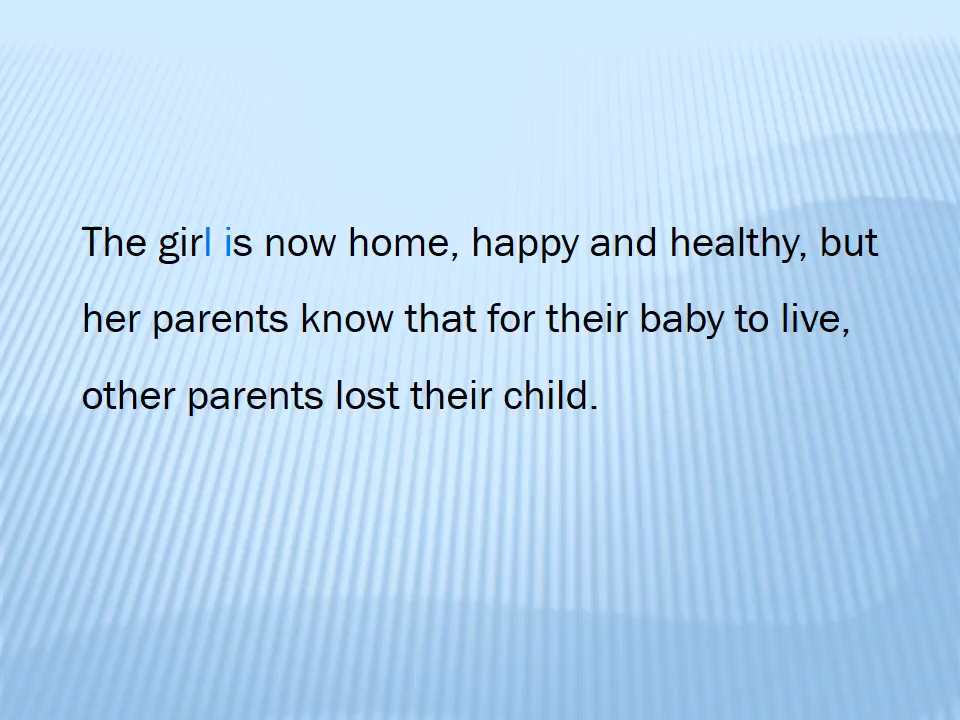 The girl is now home, happy and healthy, but
her parents know that for their baby to live,
other parents lost their child.